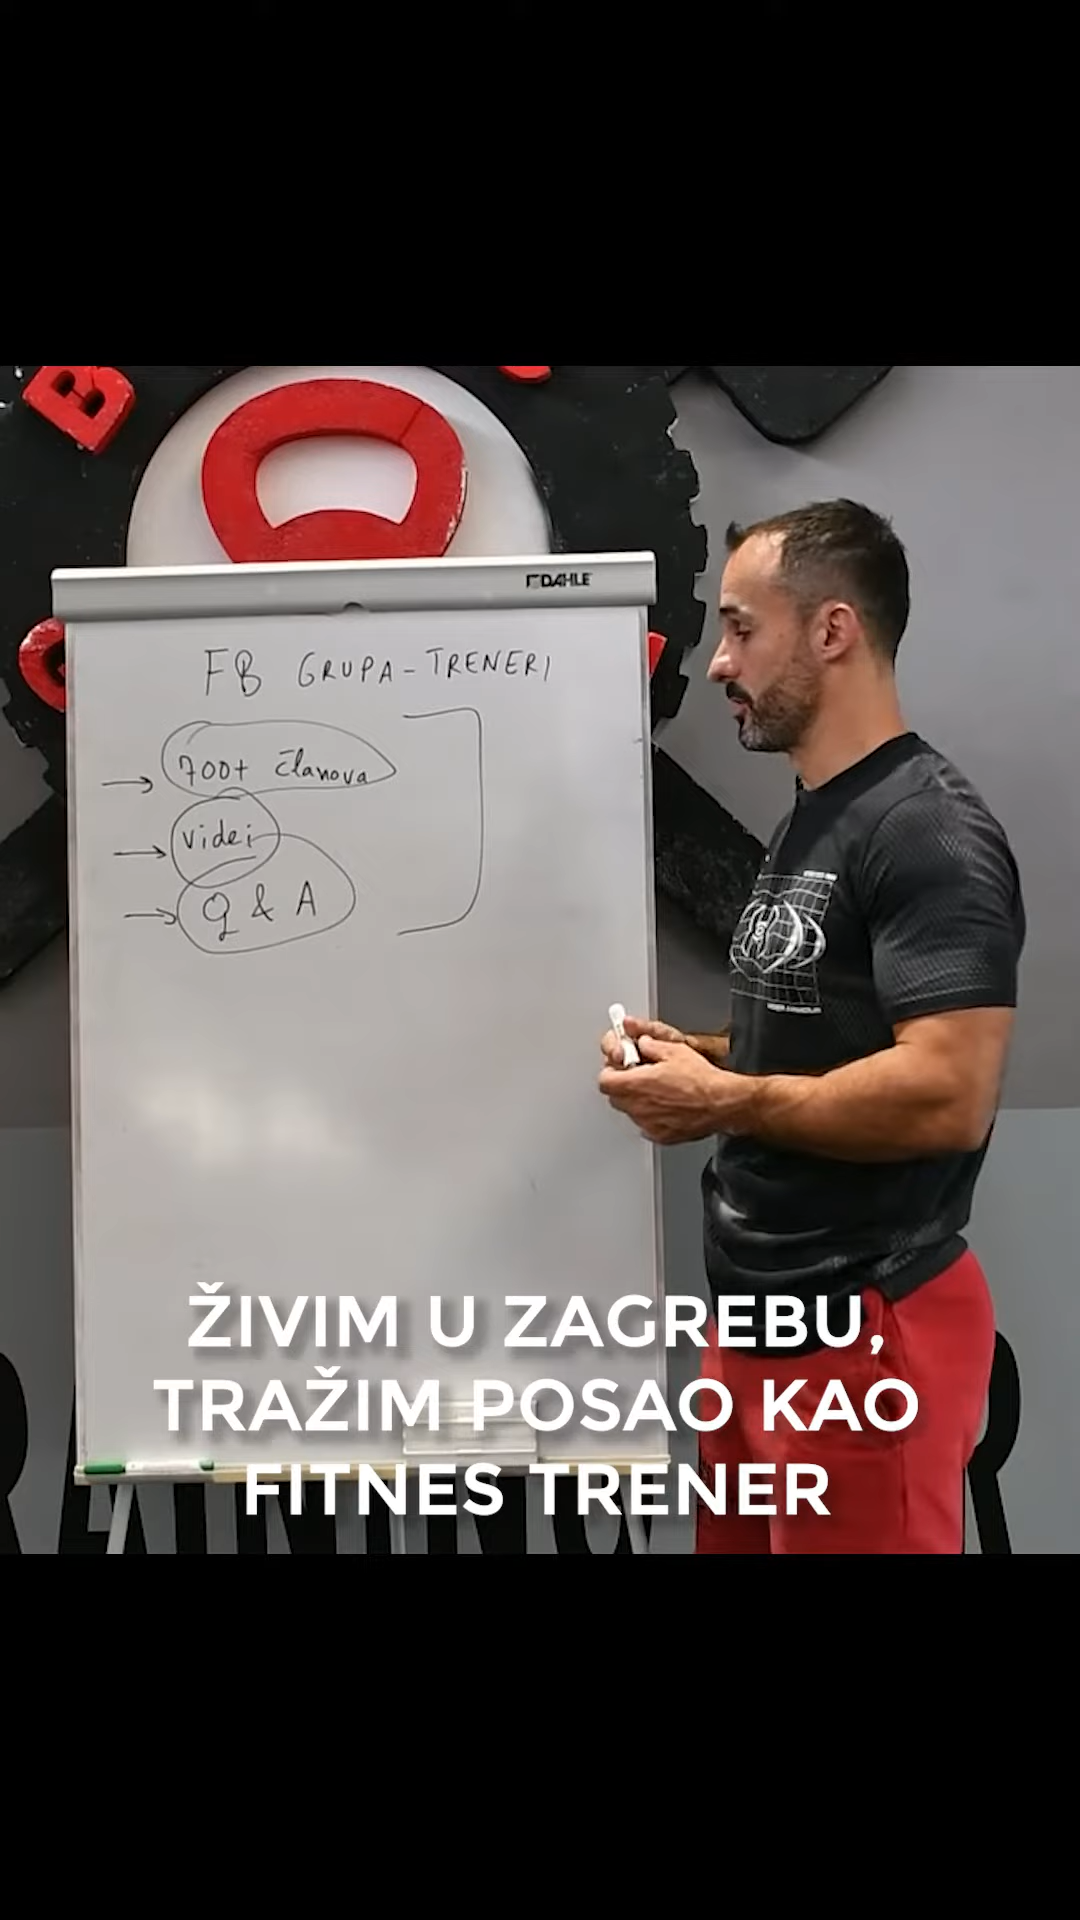 B
DAHLE
FB GRUPA-TRENERI
700+ članova
videi
Q & A
ŽIVIM U ZAGREBU,
TRAŽIM POSAO KAO
FITNES TRENER